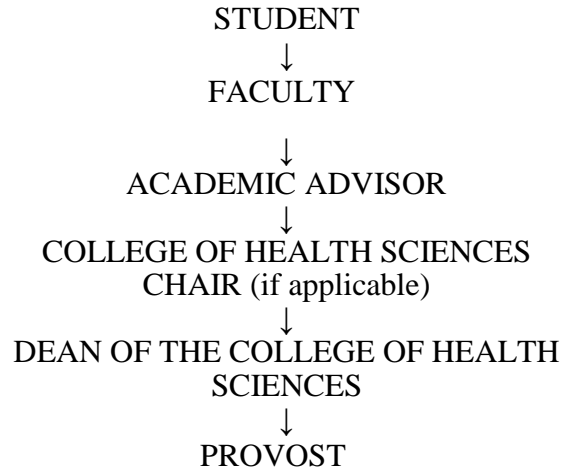 STUDENT
↓
FACULTY
↓
ACADEMIC ADVISOR
↓
COLLEGE OF HEALTH SCIENCES
CHAIR (if applicable)
↓
DEAN OF THE COLLEGE OF HEALTH
SCIENCES
↓
PROVOST